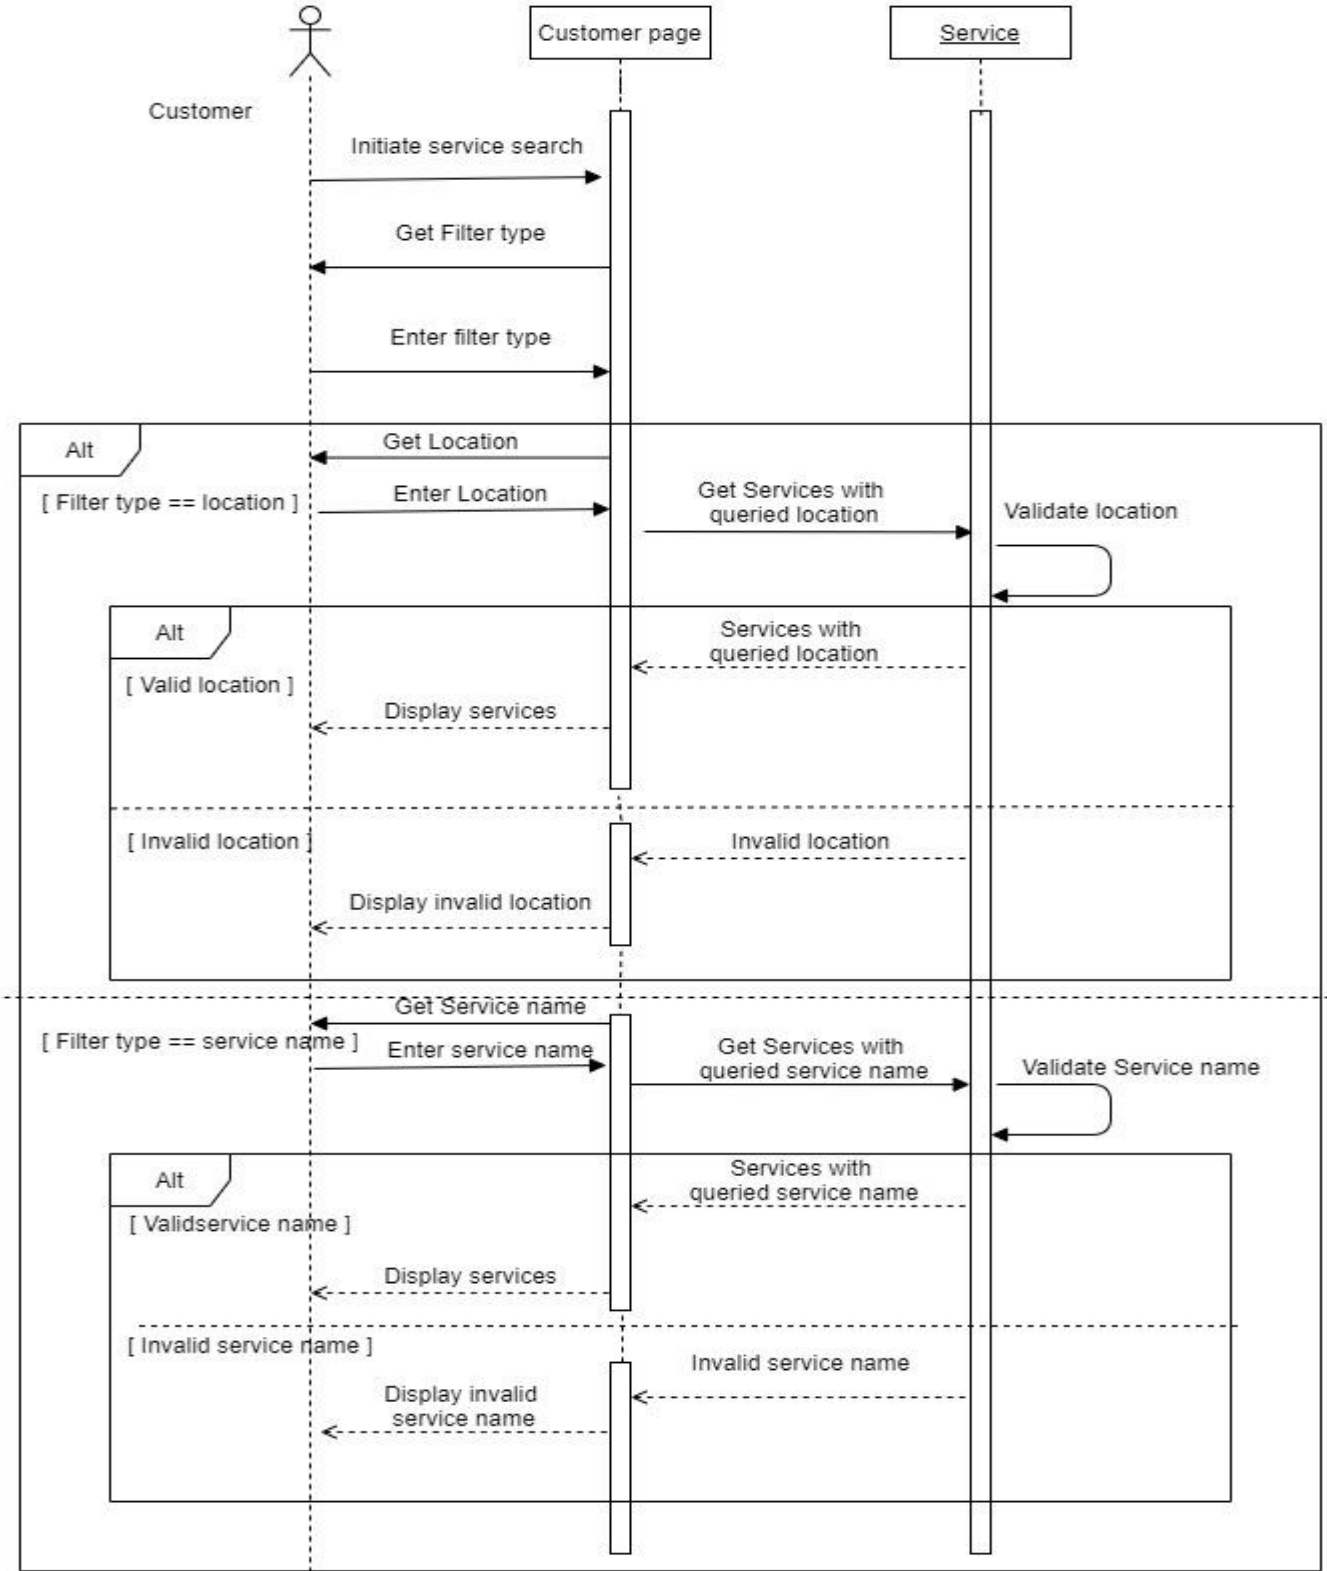 Customer page
Service
Customer
Initiate service search
Get Filter type
Enter filter type
Alt
Get Location
[ Filter type == location ]
Enter Location
Get Services with
queried location
Validate location
Alt
Services with
queried location
[ Valid location ]
Display services
[ Invalid location ]
Invalid location
Display invalid location
Get Service name
[ Filter type == service name ]
Enter service name
Get Services with
queried service name
Validate Service name
Alt
Services with
queried service name
[ Validservice name ]
Display services
[ Invalid service name ]
Invalid service name
Display invalid
service name